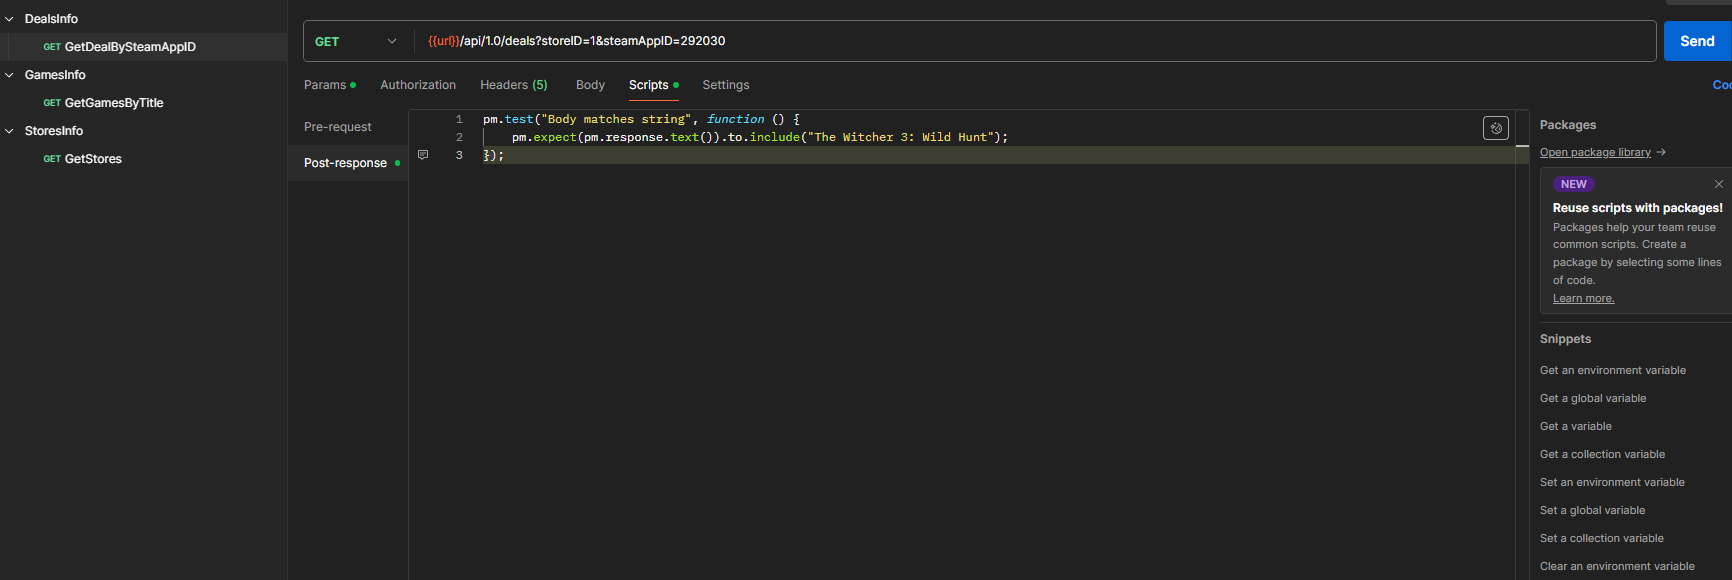 DealsInfo
GET GetDealBySteamAppID
GamesInfo
GET GetGamesByTitle
StoresInfo
GET GetStores
GET {{url}}/api/1.0/deals?storeID=1&steamAppID=292030
Send
Params Authorization Headers (5) Body Scripts Settings
Pre-request
Post-response
1 pm.test("Body matches string", function () {
2 pm.expect(pm.response.text()).to.include("The Witcher 3: Wild Hunt");
3 });
Packages
Open package library →
NEW
Reuse scripts with packages!
Packages help your team reuse
common scripts. Create a
package by selecting some lines
of code.
Learn more.
Snippets
Get an environment variable
Get a global variable
Get a variable
Get a collection variable
Set an environment variable
Set a global variable
Set a collection variable
Clear an environment variable